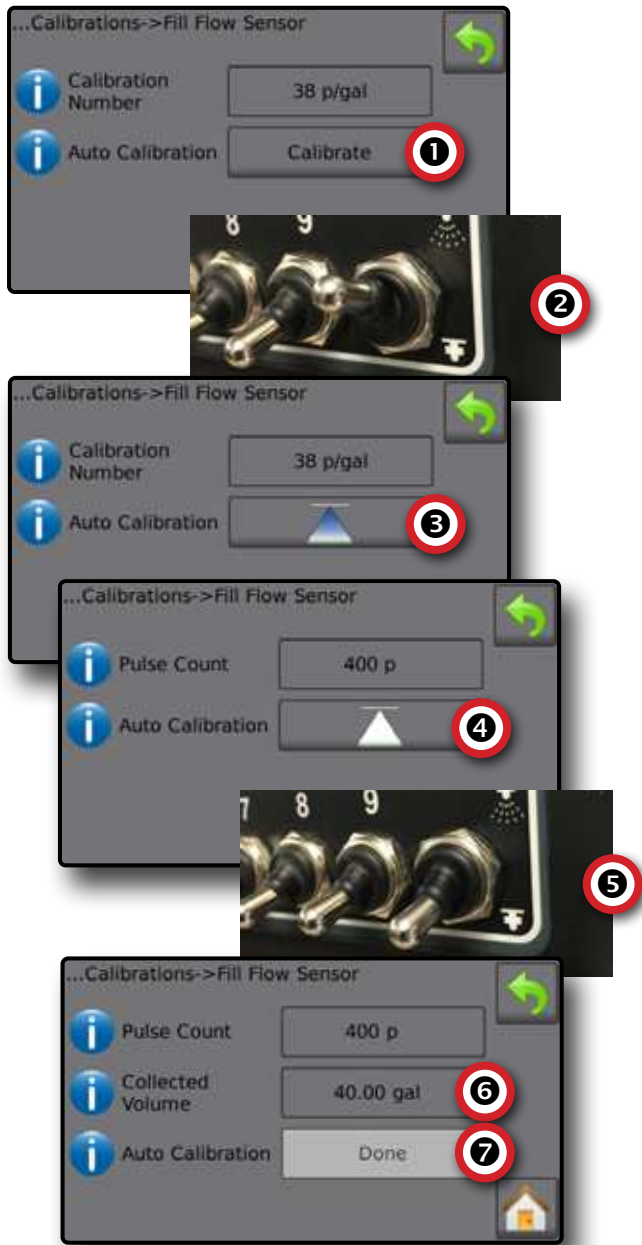 ...Calibrations->Fill Flow Sensor
Calibration
Number
38 p/gal
Auto Calibration
Calibrate
1
8 9
2
...Calibrations->Fill Flow Sensor
Calibration
Number
38 p/gal
Auto Calibration
3
...Calibrations->Fill Flow Sensor
Pulse Count
400 p
Auto Calibration
4
7 8 9
5
...Calibrations->Fill Flow Sensor
Pulse Count
400 p
Collected
Volume
40.00 gal
6
Auto Calibration
Done
7